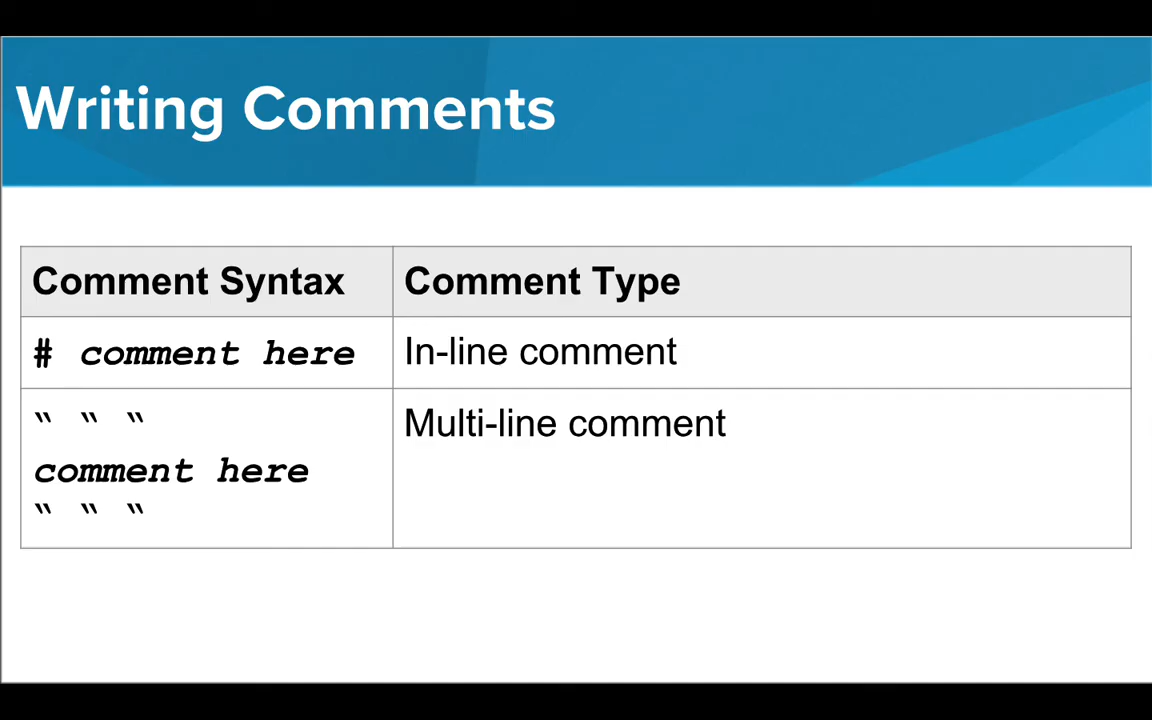 Writing Comments
Comment Syntax Comment Type
# comment here In-line comment
“ “ “ Multi-line comment
comment here
“ “ “